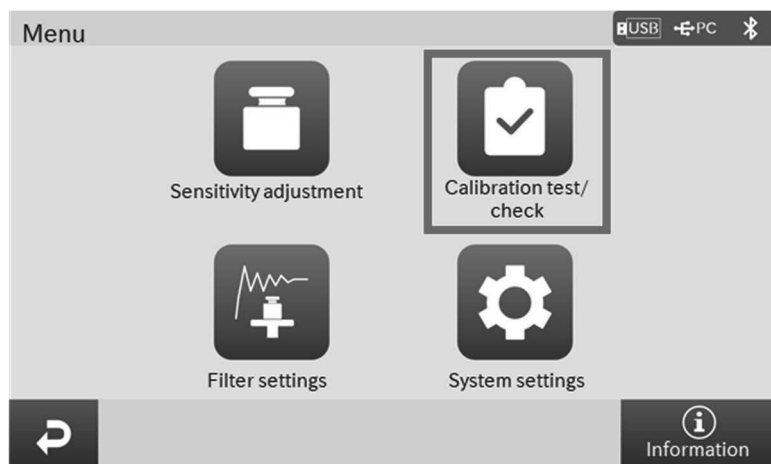 Menu
USB PC
Sensitivity adjustment
Calibration test/
check
Filter settings
System settings
Information